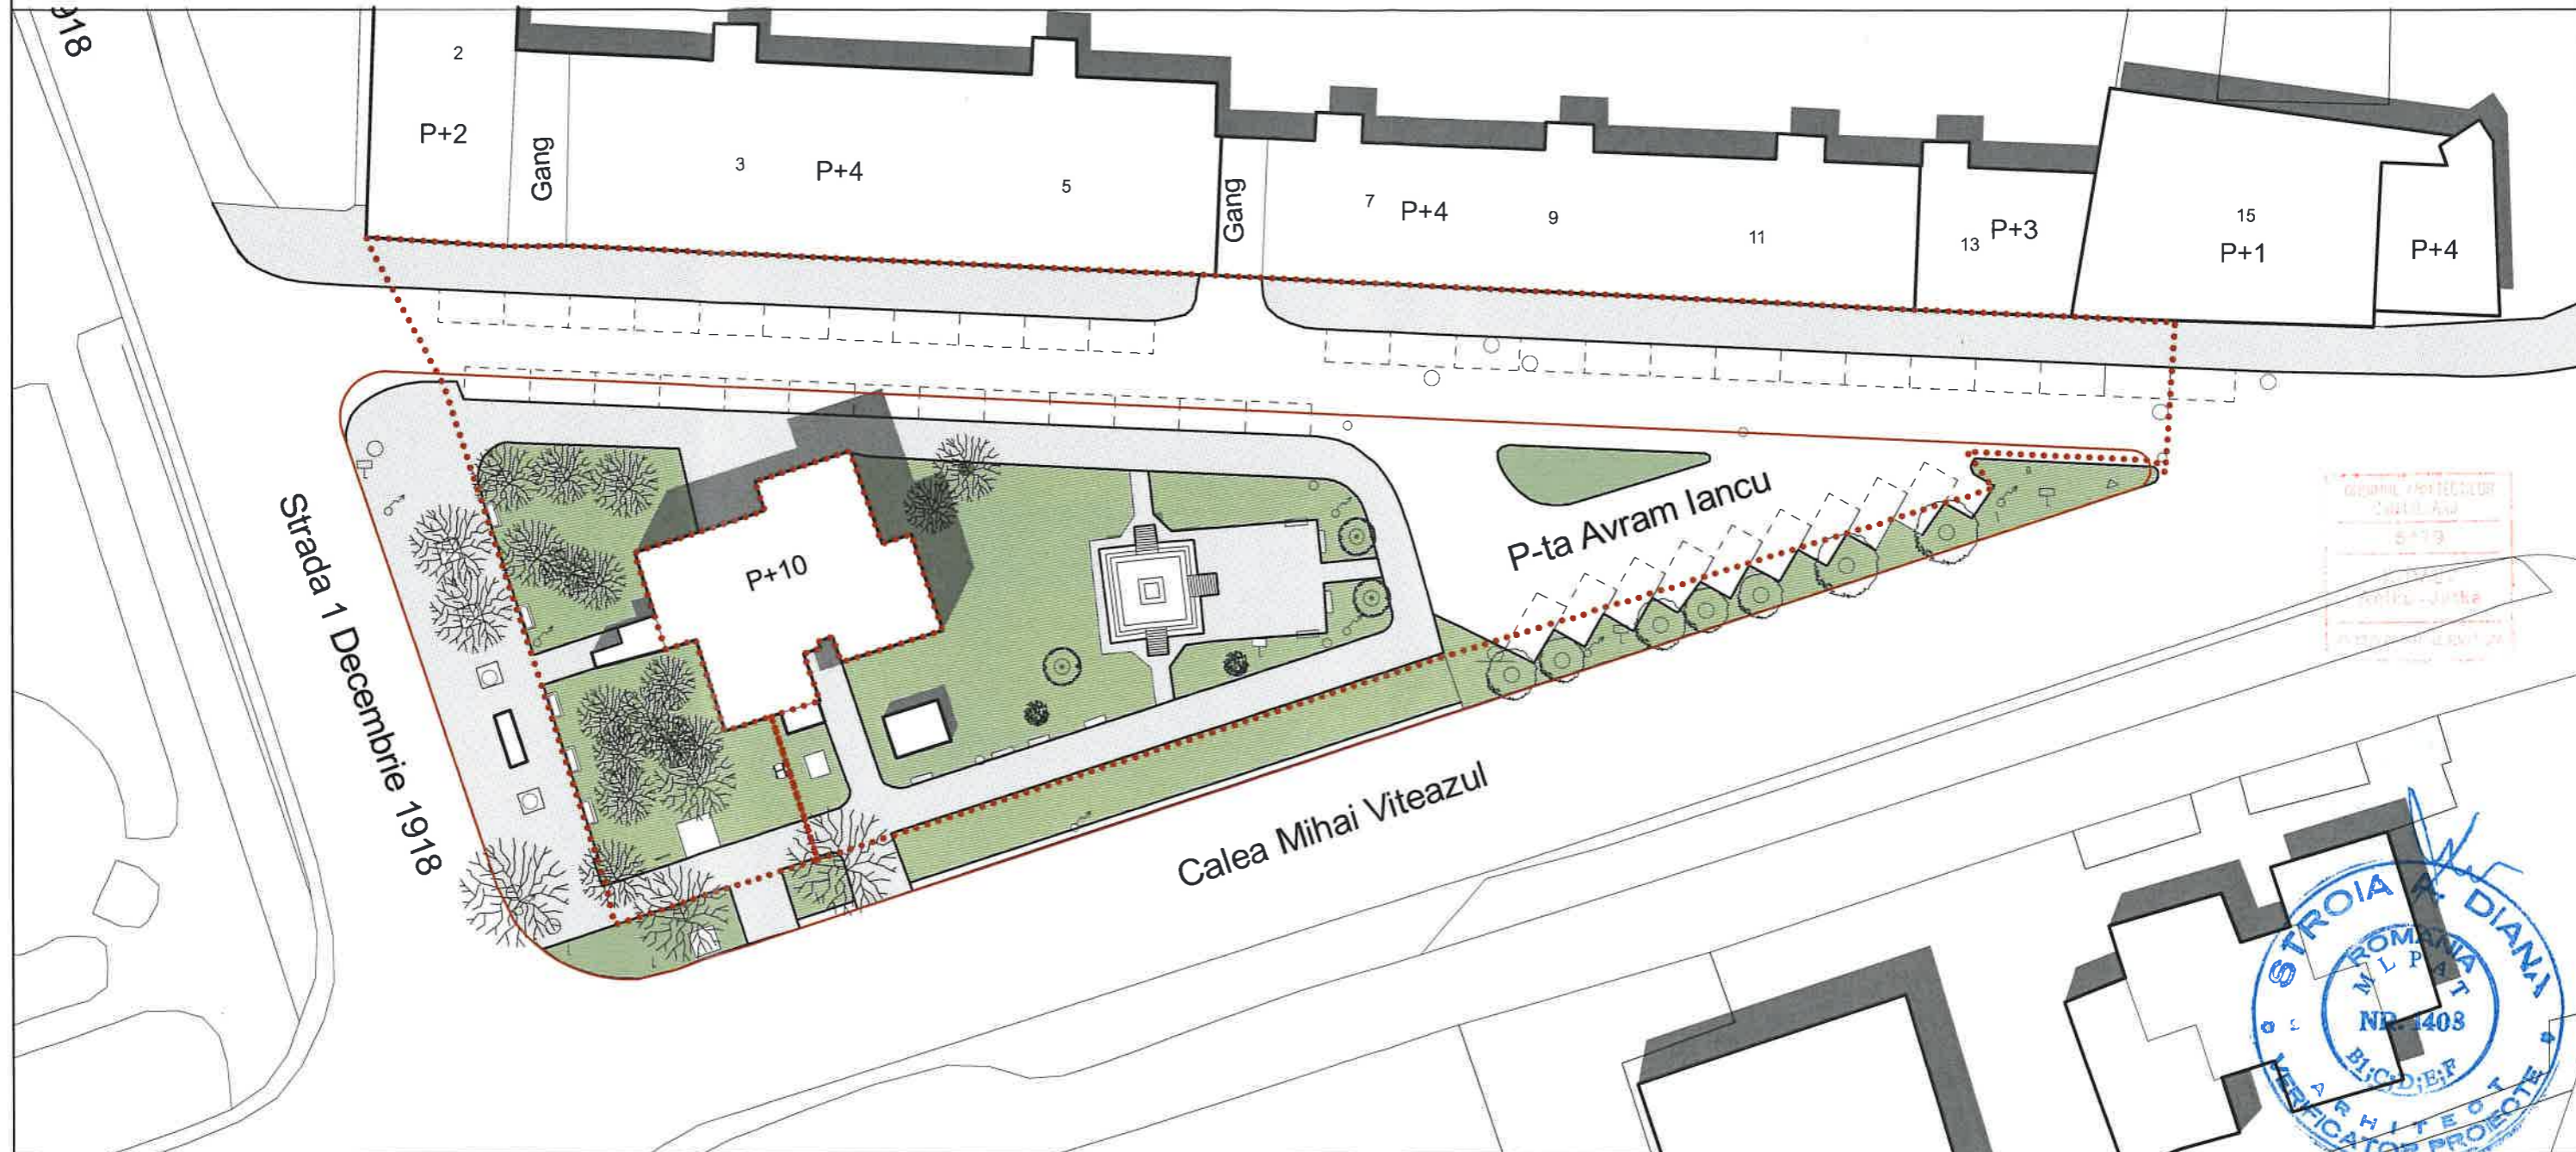 918
2
P+2
Gang
3
P+4
5
Gang
7
P+4
9
11
13
P+3
15
P+1
P+4
P+10
P-ta Avram Iancu
Strada 1 Decembrie 1918
Calea Mihai Viteazul
STROIA A. DIANA
ROMANIA
M L P A T
NR. 1408
B1;C;D;E;F
ARHITECT
VERIFICATOR PROIECTE